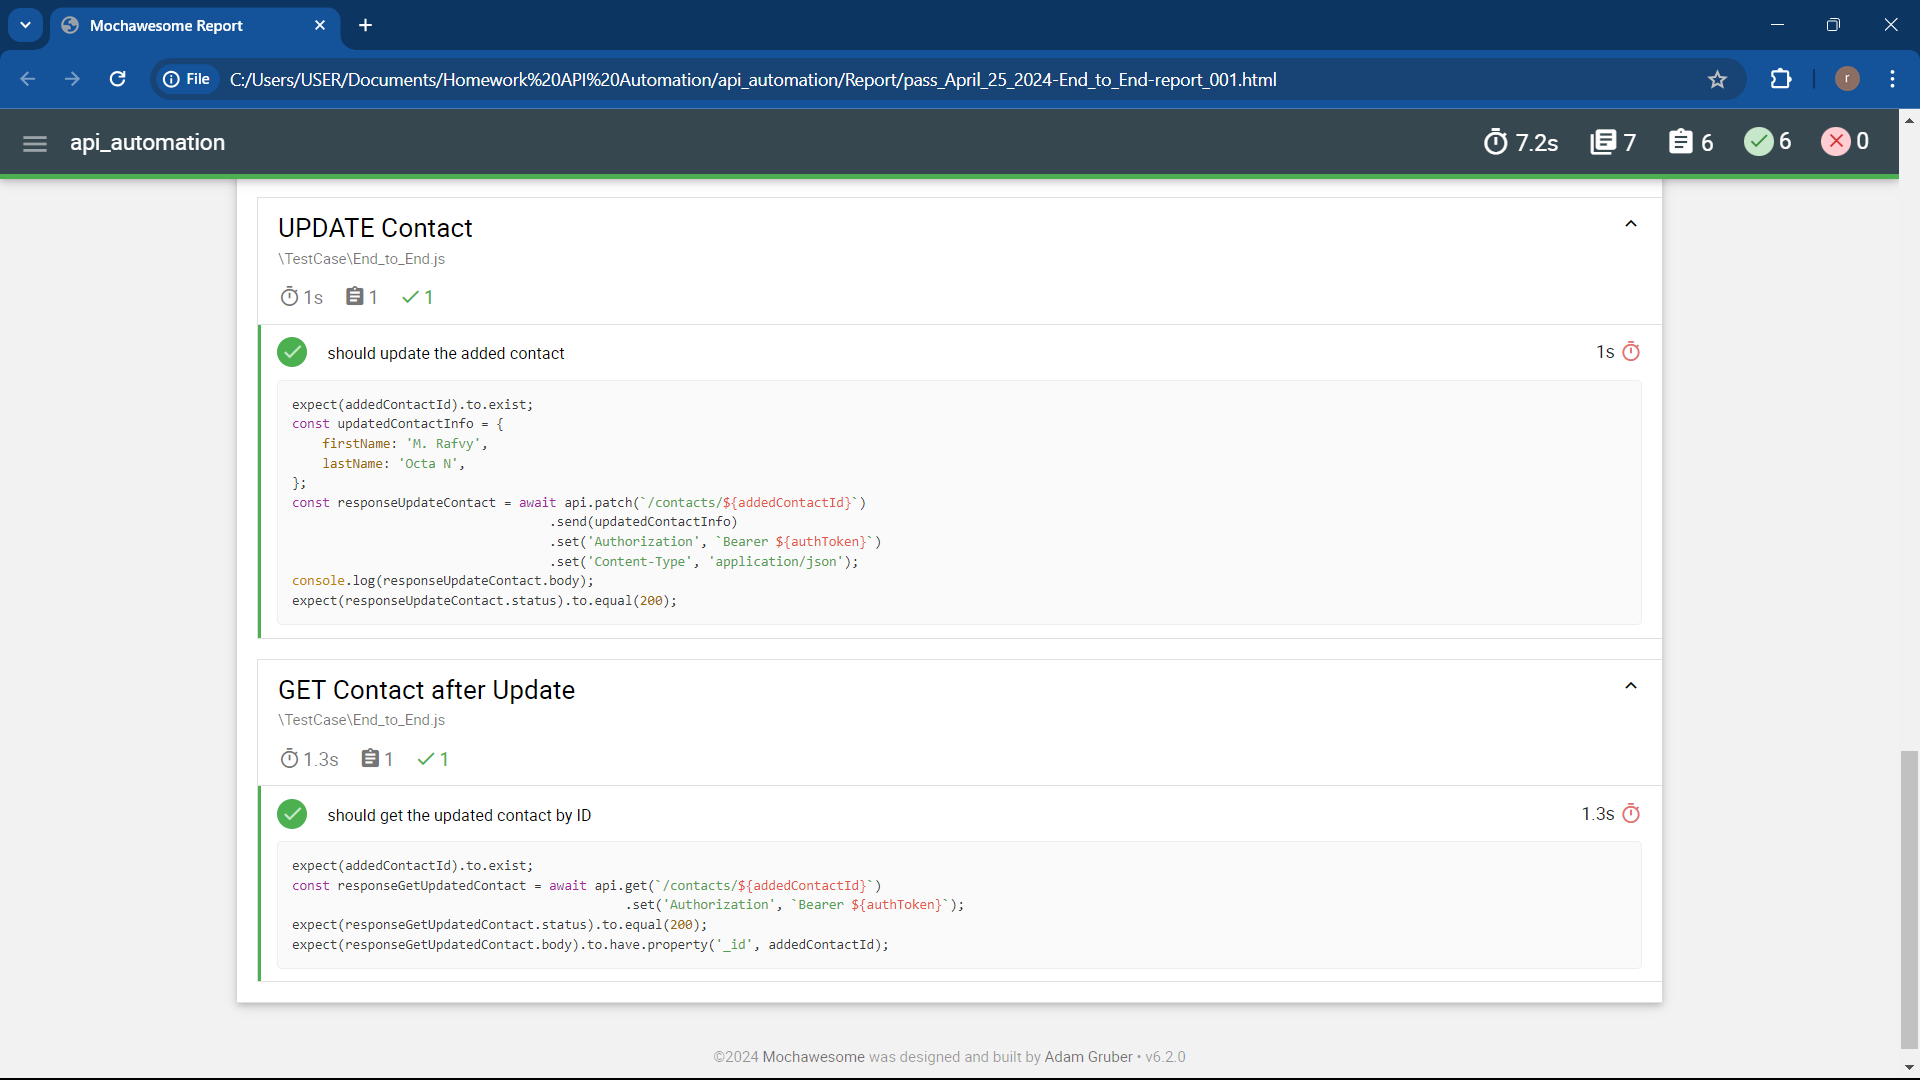 Mochawesome Report
File C:/Users/USER/Documents/Homework%20API%20Automation/api_automation/Report/pass_April_25_2024-End_to_End-report_001.html
r
api_automation
7.2s 7 6 6 0
UPDATE Contact
\TestCase\End_to_End.js
1s 1 1
should update the added contact 1s
expect(addedContactId).to.exist;
const updatedContactInfo = {
    firstName: 'M. Rafvy',
    lastName: 'Octa N',
};
const responseUpdateContact = await api.patch(`/contacts/${addedContactId}`)
                                  .send(updatedContactInfo)
                                  .set('Authorization', `Bearer ${authToken}`)
                                  .set('Content-Type', 'application/json');
console.log(responseUpdateContact.body);
expect(responseUpdateContact.status).to.equal(200);
GET Contact after Update
\TestCase\End_to_End.js
1.3s 1 1
should get the updated contact by ID 1.3s
expect(addedContactId).to.exist;
const responseGetUpdatedContact = await api.get(`/contacts/${addedContactId}`)
                                            .set('Authorization', `Bearer ${authToken}`);
expect(responseGetUpdatedContact.status).to.equal(200);
expect(responseGetUpdatedContact.body).to.have.property('_id', addedContactId);
©2024 Mochawesome was designed and built by Adam Gruber • v6.2.0